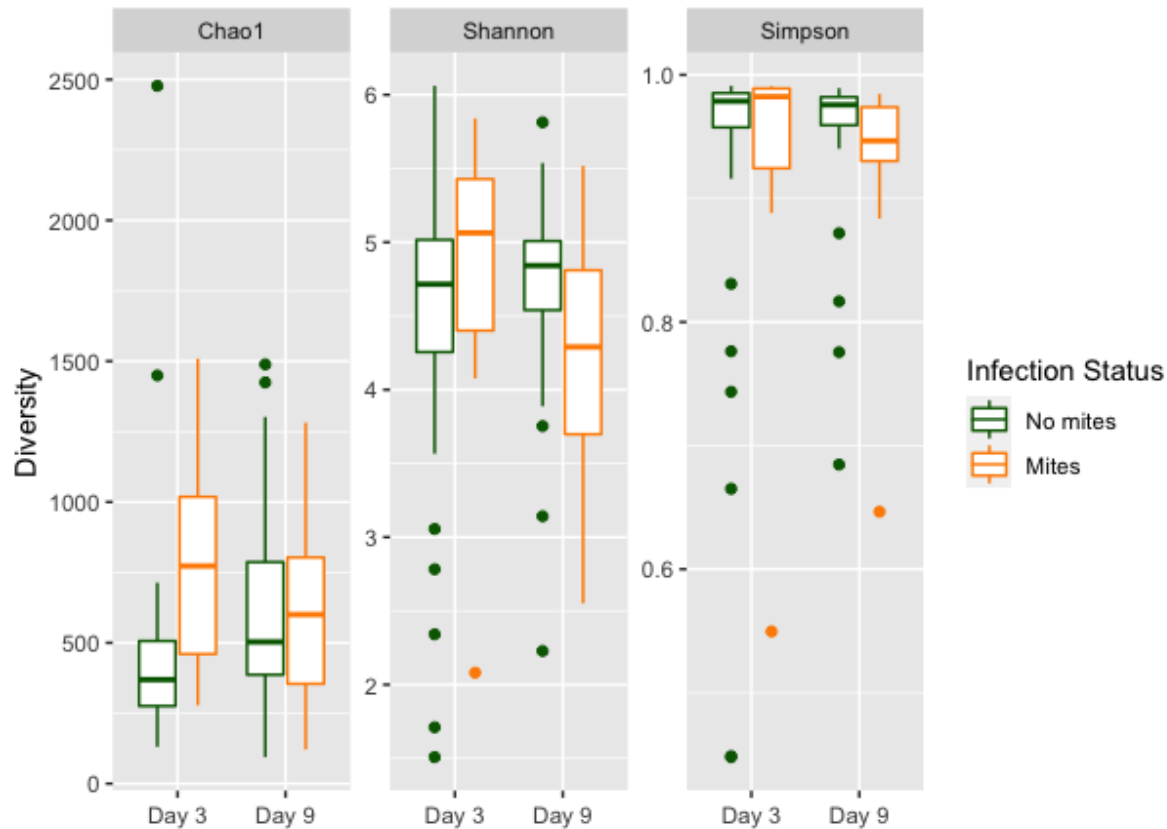 Chao1
Shannon
Simpson
Diversity
2500
2000
1500
1000
500
0
6
5
4
3
2
1.0
0.8
0.6
Day 3
Day 9
Day 3
Day 9
Day 3
Day 9
Infection Status
No mites
Mites